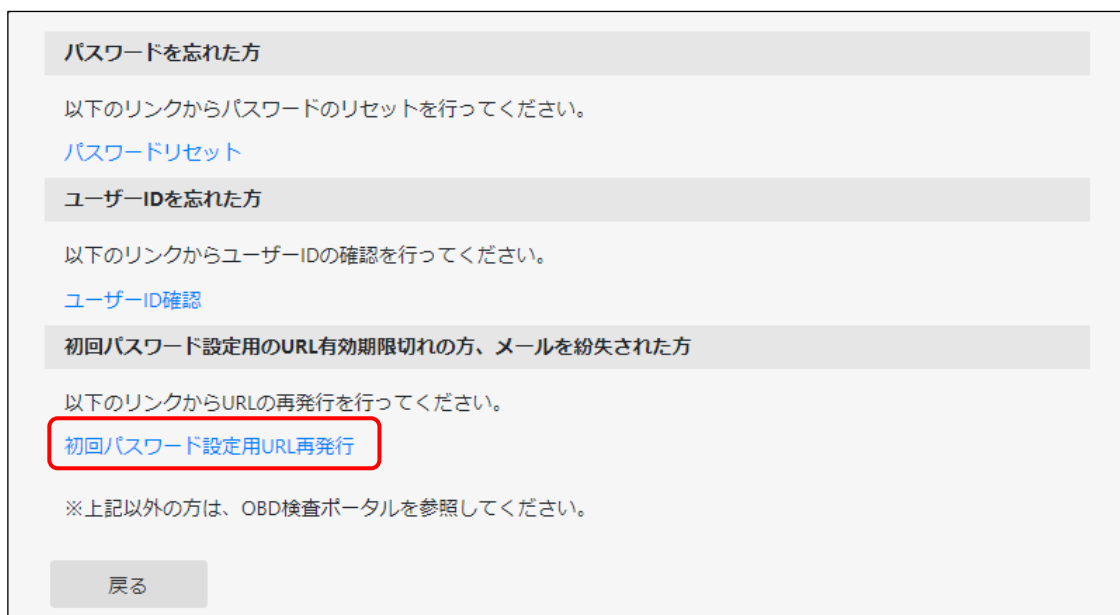 パスワードを忘れた方
以下のリンクからパスワードのリセットを行ってください。
パスワードリセット
ユーザーIDを忘れた方
以下のリンクからユーザーIDの確認を行ってください。
ユーザーID確認
初回パスワード設定用のURL有効期限切れの方、メールを紛失された方
以下のリンクからURLの再発行を行ってください。
初回パスワード設定用URL再発行
※上記以外の方は、OBD検査ポータルを参照してください。
戻る